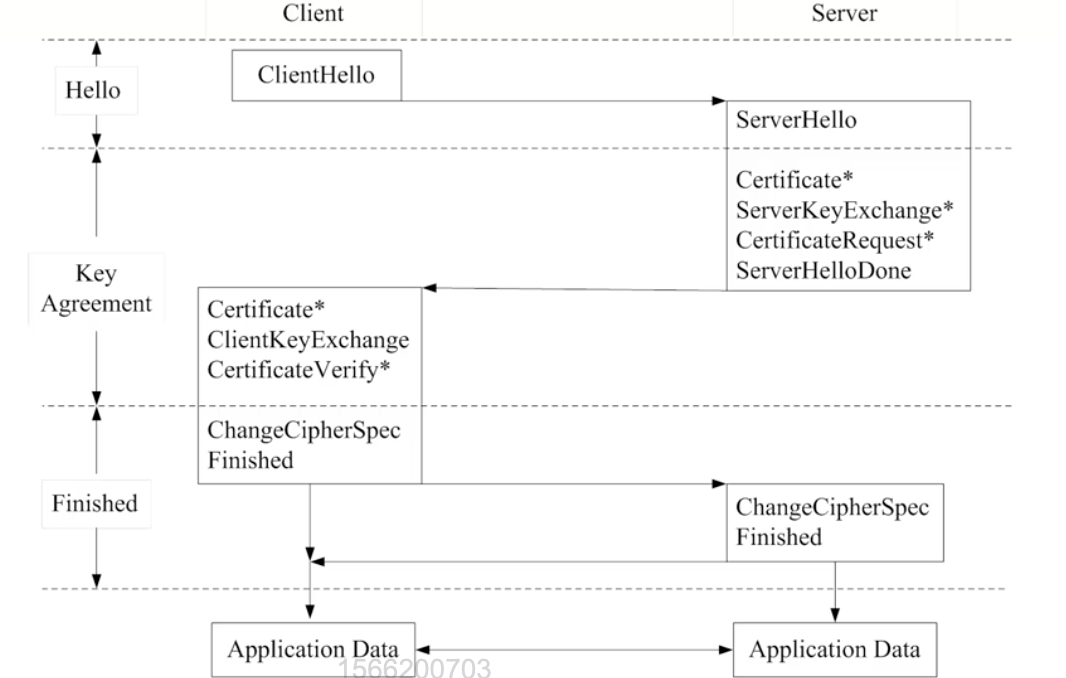 Client
Server
ClientHello
Hello
ServerHello
Certificate*
ServerKeyExchange*
CertificateRequest*
ServerHelloDone
Key
Agreement
Certificate*
ClientKeyExchange
CertificateVerify*
ChangeCipherSpec
Finished
Finished
ChangeCipherSpec
Finished
Application Data
Application Data
1566200703